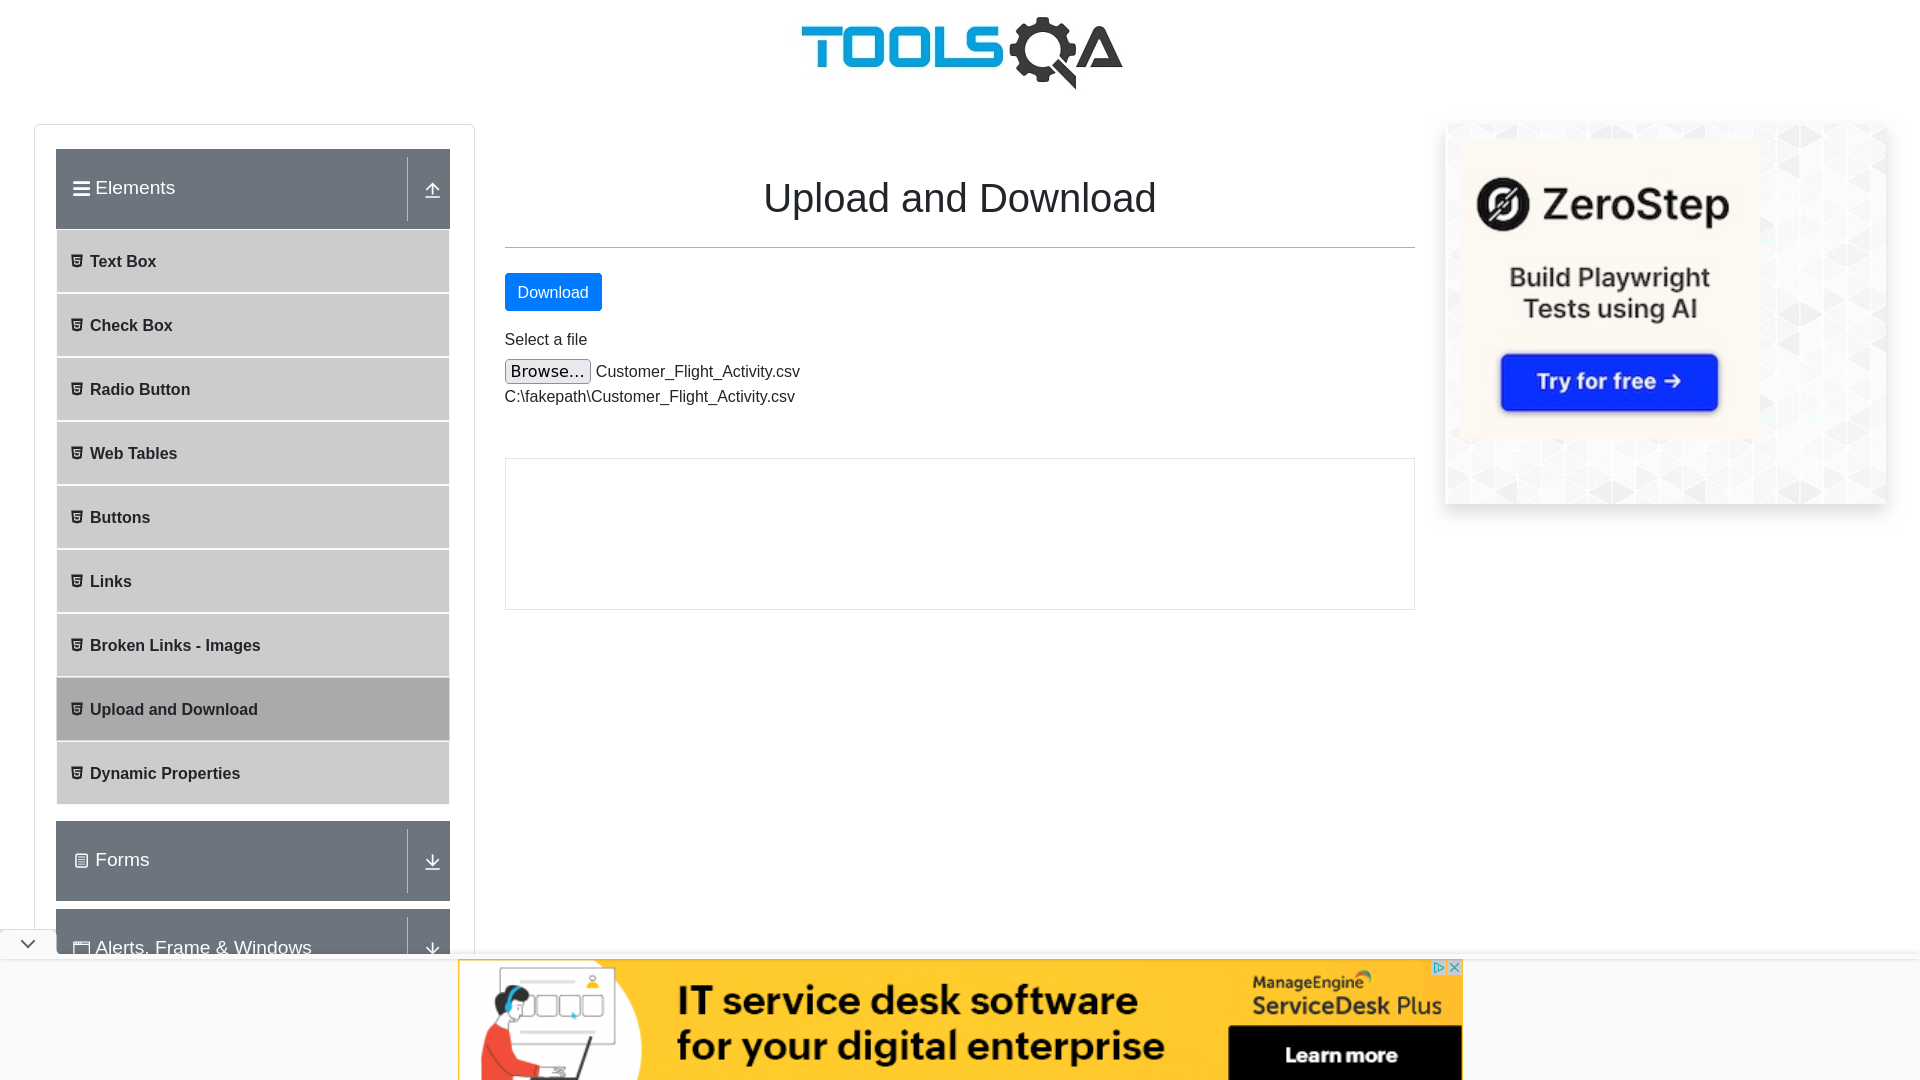 TOOLSQA
Elements
Text Box
Check Box
Radio Button
Web Tables
Buttons
Links
Broken Links - Images
Upload and Download
Dynamic Properties
Forms
Alerts, Frame & Windows
Upload and Download
Download
Select a file
Browse... Customer_Flight_Activity.csv
C:\fakepath\Customer_Flight_Activity.csv
ZeroStep
Build Playwright
Tests using AI
Try for free →
IT service desk software
for your digital enterprise
ManageEngine
ServiceDesk Plus
Learn more